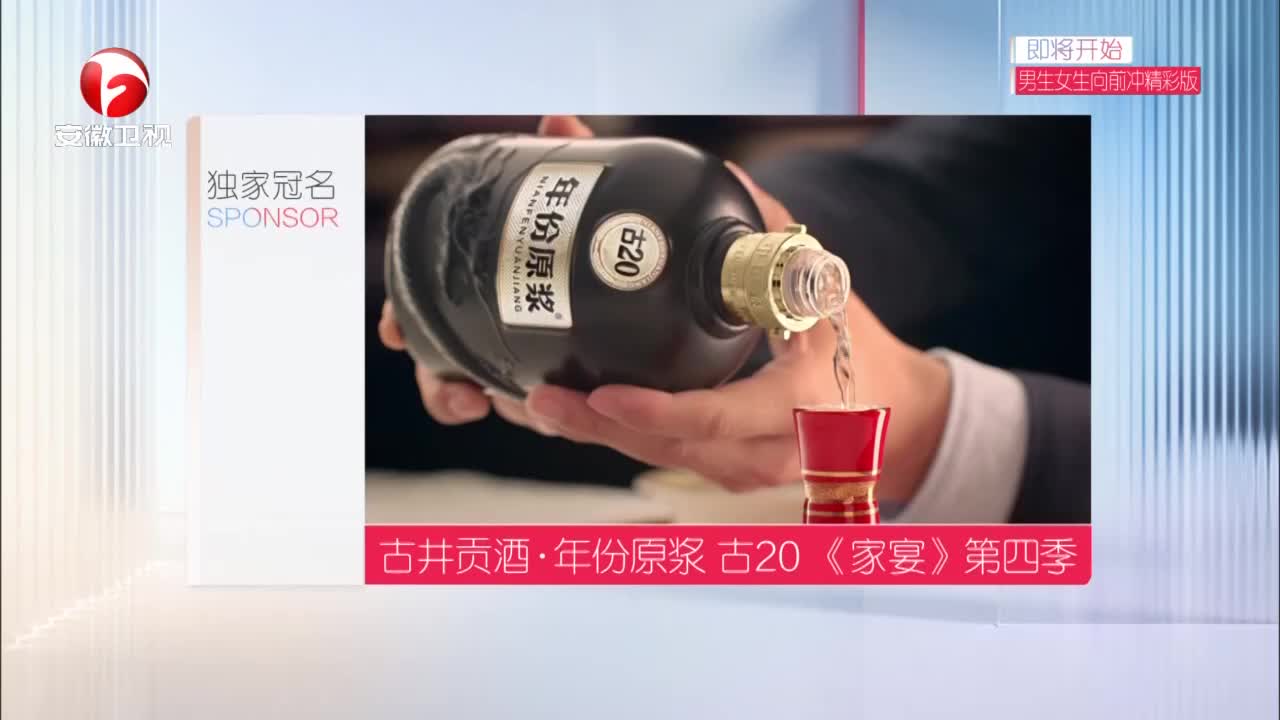 安徽卫视
即将开始
男生女生向前冲精彩版
独家冠名
SPONSOR
年份原浆
NIANFENYUANJIANG
古20
古井贡酒·年份原浆 古20 《家宴》第四季